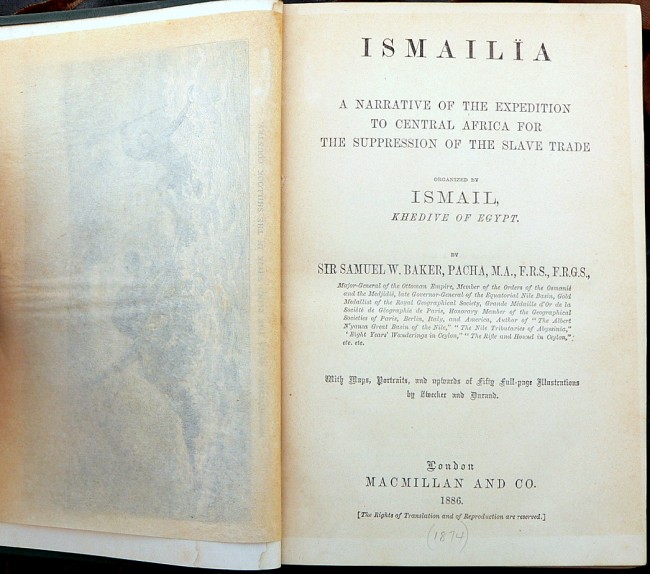 ISMAILÏA
A NARRATIVE OF THE EXPEDITION
TO CENTRAL AFRICA FOR
THE SUPPRESSION OF THE SLAVE TRADE
ORGANIZED BY
ISMAIL,
KHEDIVE OF EGYPT.
BY
SIR SAMUEL W. BAKER, PACHA, M.A., F.R.S., F.R.G.S.,
Major-General of the Ottoman Empire, Member of the Orders of the Osmanié
and the Medjidié, late Governor-General of the Equatorial Nile Basin, Gold
Medallist of the Royal Geographical Society, Grande Médaille d'Or de la
Société de Géographie de Paris, Honorary Member of the Geographical
Societies of Paris, Berlin, Italy, and America, Author of "The Albert
N'yanza Great Basin of the Nile," "The Nile Tributaries of Abyssinia,"
"Eight Years' Wanderings in Ceylon," "The Rifle and Hound in Ceylon,"
etc. etc.
With Maps, Portraits, and upwards of Fifty Full-page Illustrations
by Zwecker and Durand.
London
MACMILLAN AND CO.
1886.
[The Rights of Translation and of Reproduction are reserved.]
(1874)